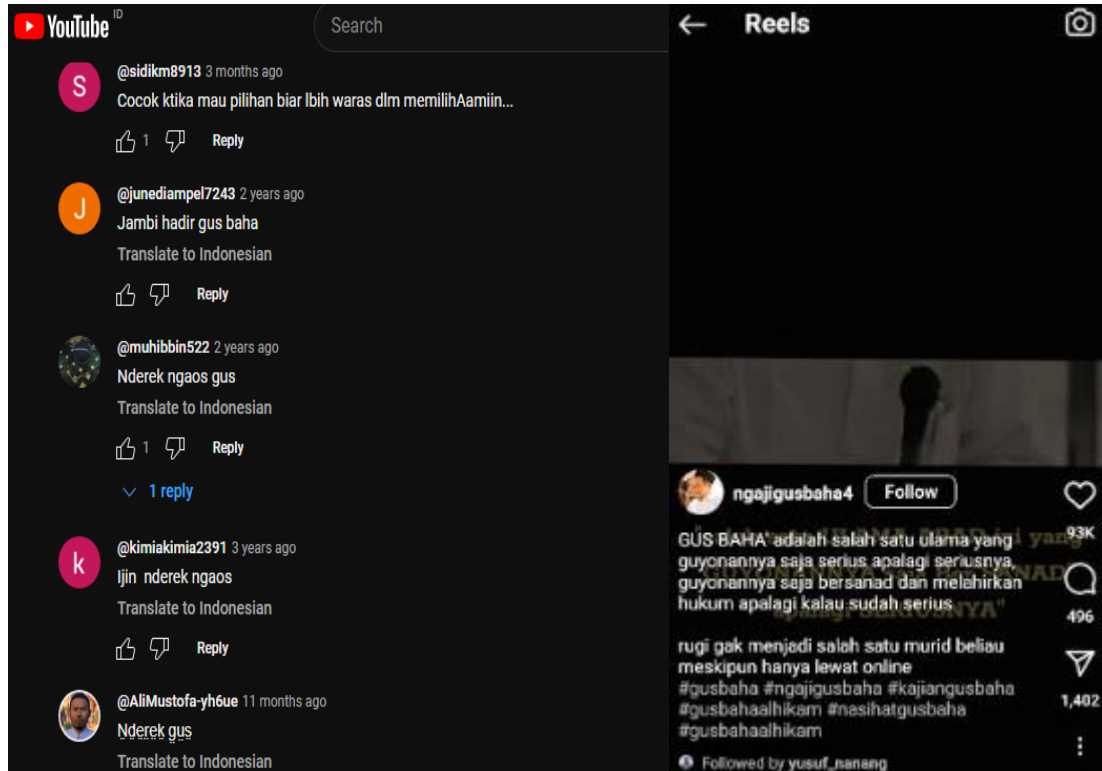 YouTube ID
Search
S
@sidikm8913 3 months ago
Cocok ktika mau pilihan biar lbih waras dlm memilihAamiin...
1 Reply
J
@junediampel7243 2 years ago
Jambi hadir gus baha
Translate to Indonesian
Reply
@muhibbin522 2 years ago
Nderek ngaos gus
Translate to Indonesian
1 Reply
1 reply
k
@kimiakimia2391 3 years ago
Ijin nderek ngaos
Translate to Indonesian
Reply
@AliMustofa-yh6ue 11 months ago
Nderek gus
Translate to Indonesian
Reels
ngajigusbaha4 Follow
93K
GUS BAHA' adalah salah satu ulama yang
guyonannya saja serius apalagi seriusnya,
guyonannya saja bersanad dan melahirkan
hukum apalagi kalau sudah serius
496
rugi gak menjadi salah satu murid beliau
meskipun hanya lewat online
#gusbaha #ngajigusbaha #kajiangusbaha
1,402
#gusbahaalhikam #nasihatgusbaha
#gusbahaalhikam
Followed by yusuf_nanang